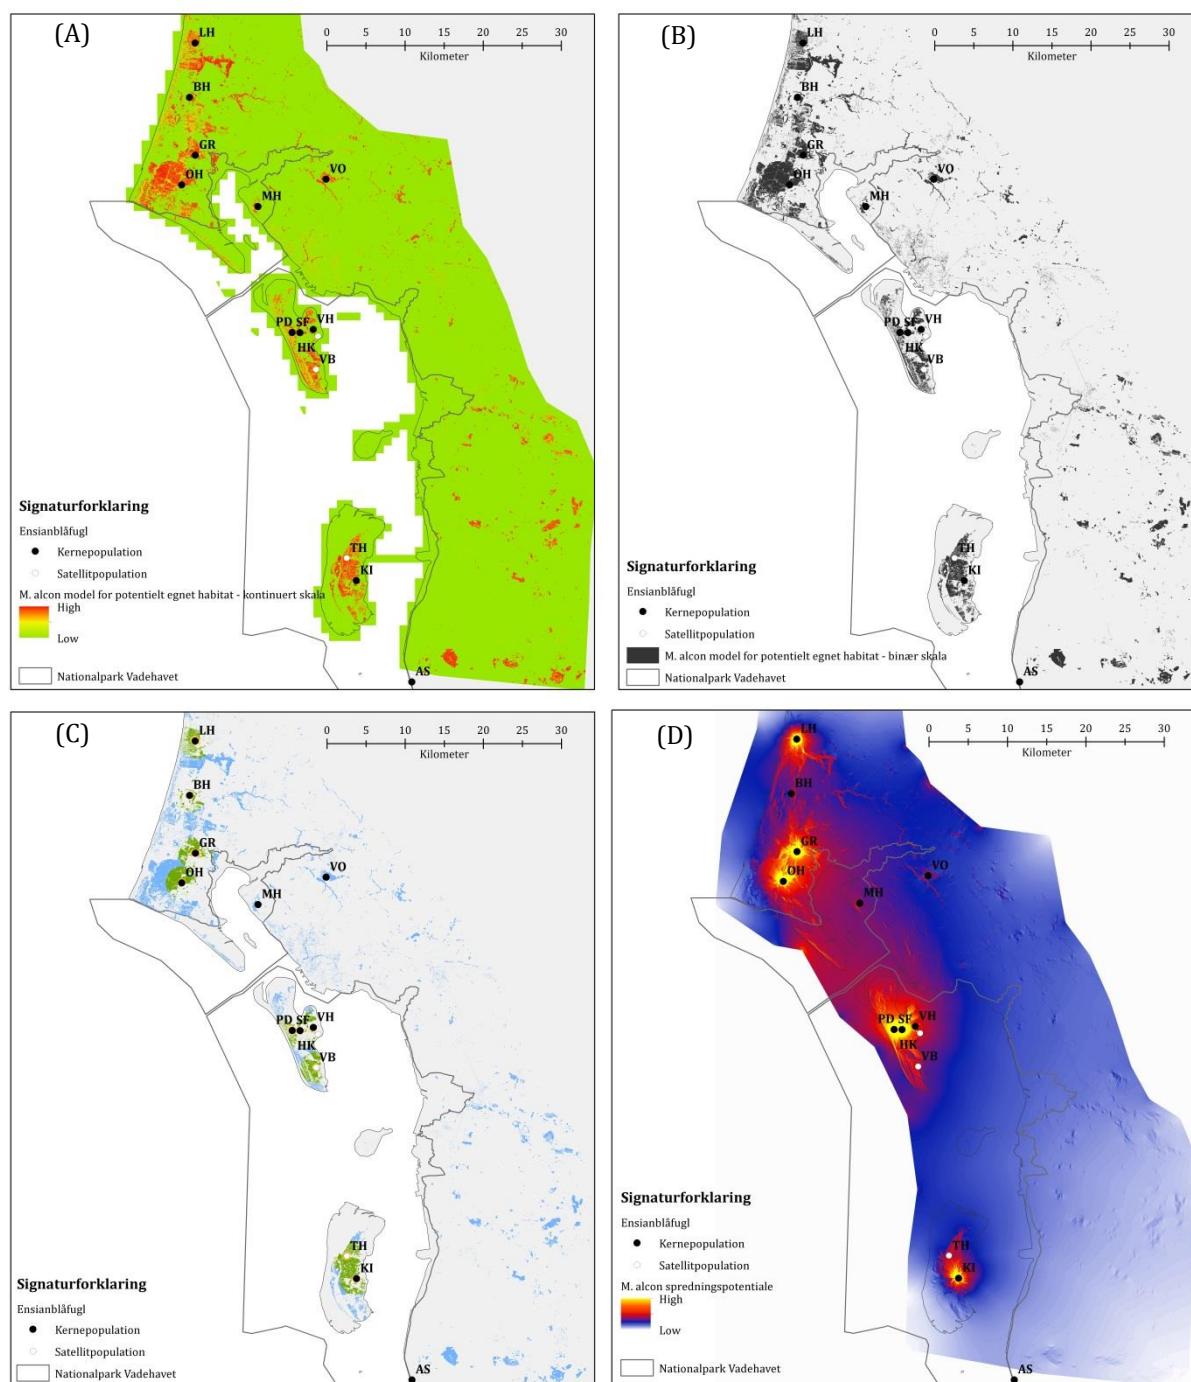 (A)
0 5 10 15 20 25 30
Kilometer
LH
BH
GR
OH
VO
MH
PD SF VH
HK
VB
TH
KI
AS
Signaturforklaring
Ensianblåfugl
Kernepopulation
Satellitpopulation
M. alcon model for potentielt egnet habitat - kontinuert skala
High
Low
Nationalpark Vadehavet
(B)
0 5 10 15 20 25 30
Kilometer
LH
BH
GR
OH
VO
MH
PD SF VH
HK
VB
TH
KI
AS
Signaturforklaring
Ensianblåfugl
Kernepopulation
Satellitpopulation
M. alcon model for potentielt egnet habitat - binær skala
Nationalpark Vadehavet
(C)
0 5 10 15 20 25 30
Kilometer
LH
BH
GR
OH
VO
MH
PD SF VH
HK
VB
TH
KI
AS
Signaturforklaring
Ensianblåfugl
Kernepopulation
Satellitpopulation
Nationalpark Vadehavet
(D)
0 5 10 15 20 25 30
Kilometer
LH
BH
GR
OH
VO
MH
PD SF VH
HK
VB
TH
KI
AS
Signaturforklaring
Ensianblåfugl
Kernepopulation
Satellitpopulation
M. alcon spredningspotentiale
High
Low
Nationalpark Vadehavet